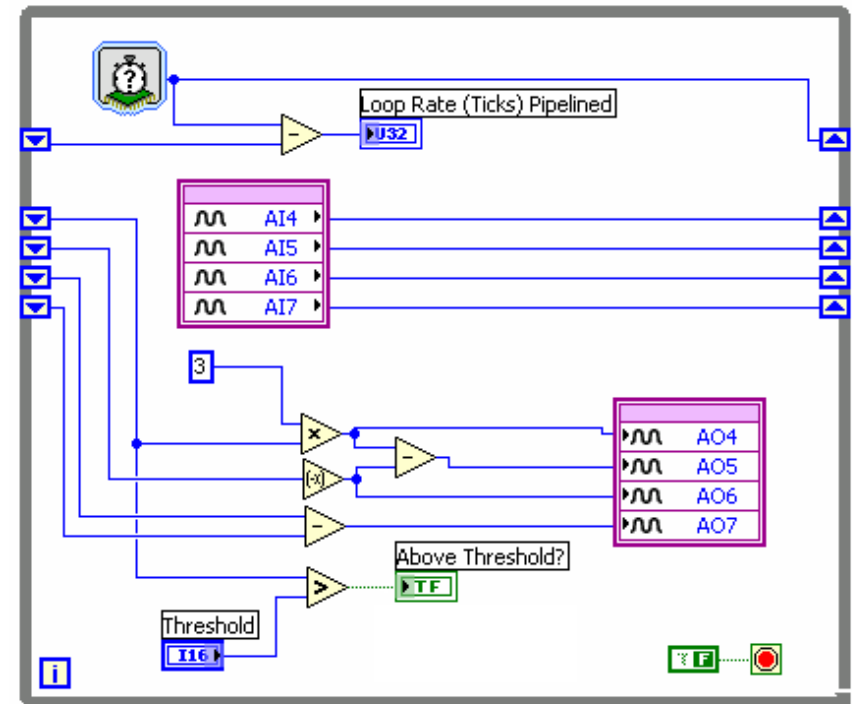 ?
Loop Rate (Ticks) Pipelined
-
U32
AI4
AI5
AI6
AI7
3
x
-
AO4
AO5
(-x)
AO6
-
AO7
Above Threshold?
>
TF
Threshold
I16
i
? F